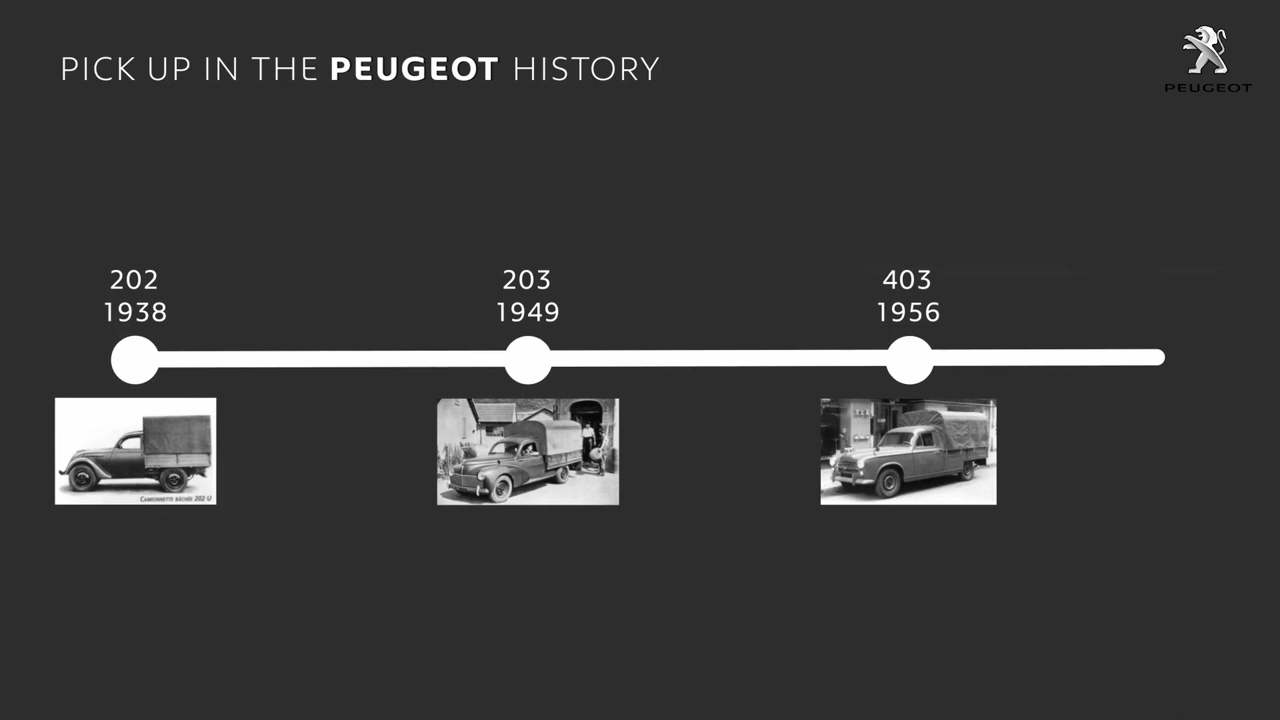 PICK UP IN THE PEUGEOT HISTORY
PEUGEOT
202
1938
203
1949
403
1956
CAMIONNETTE BÂCHÉE 202 U